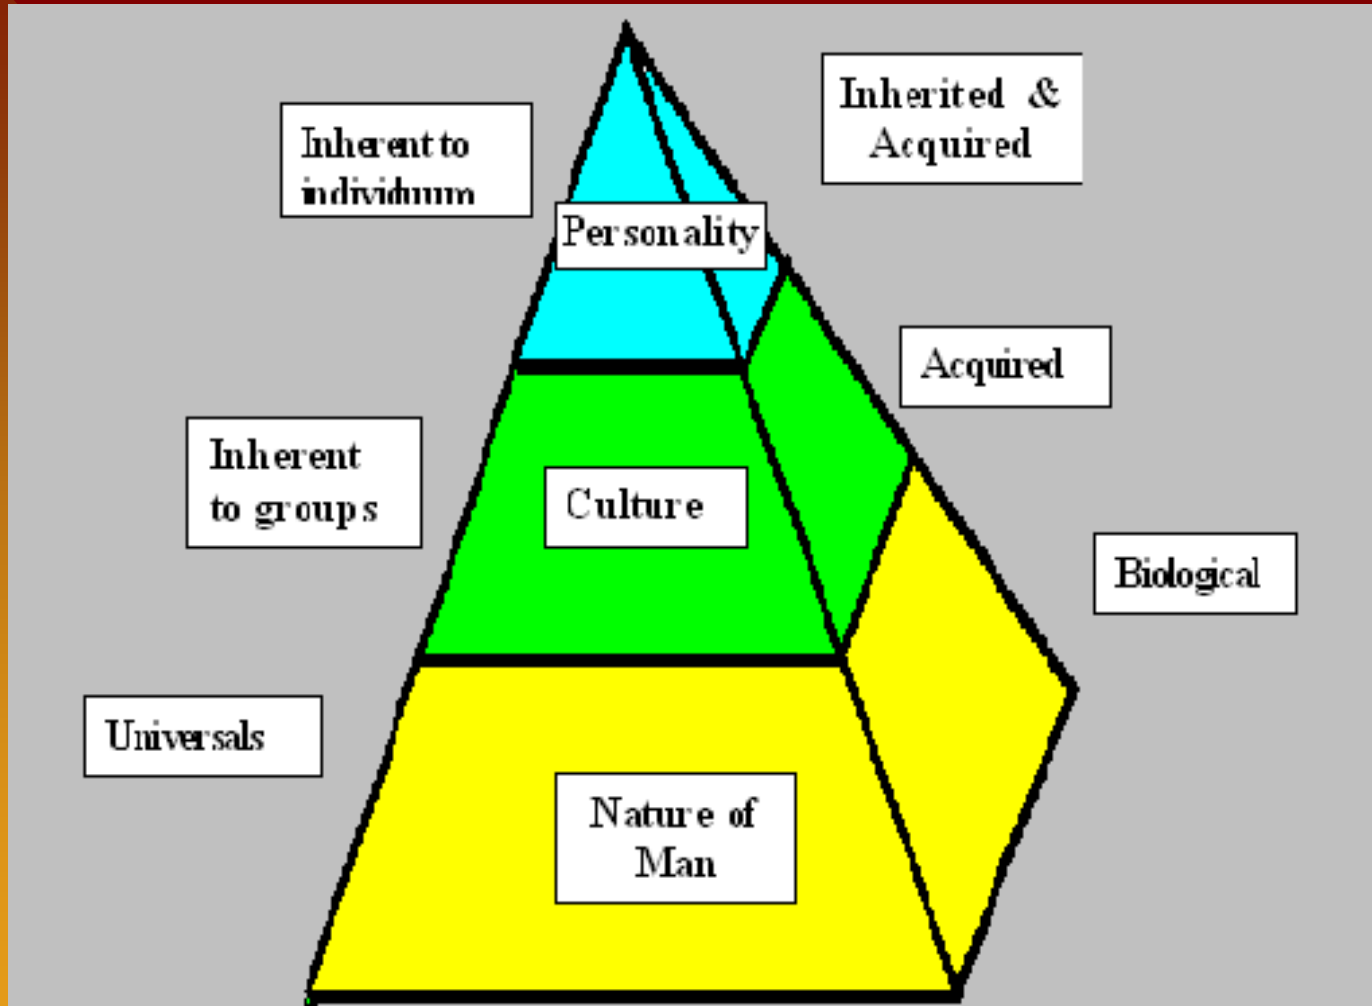 Inherited &
Acquired
Inherent to
individuum
Personality
Acquired
Inherent
to groups
Culture
Biological
Universals
Nature of
Man